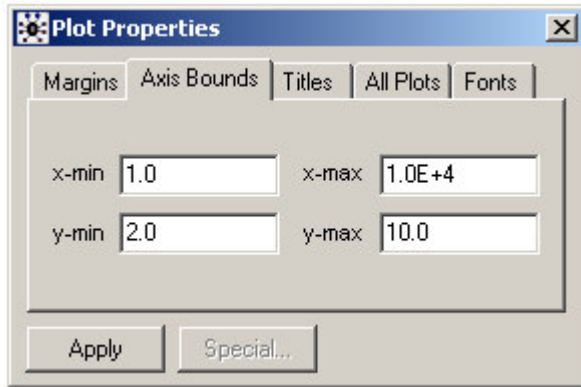 Plot Properties
Margins Axis Bounds Titles All Plots Fonts
x-min 1.0 x-max 1.0E+4
y-min 2.0 y-max 10.0
Apply Special...